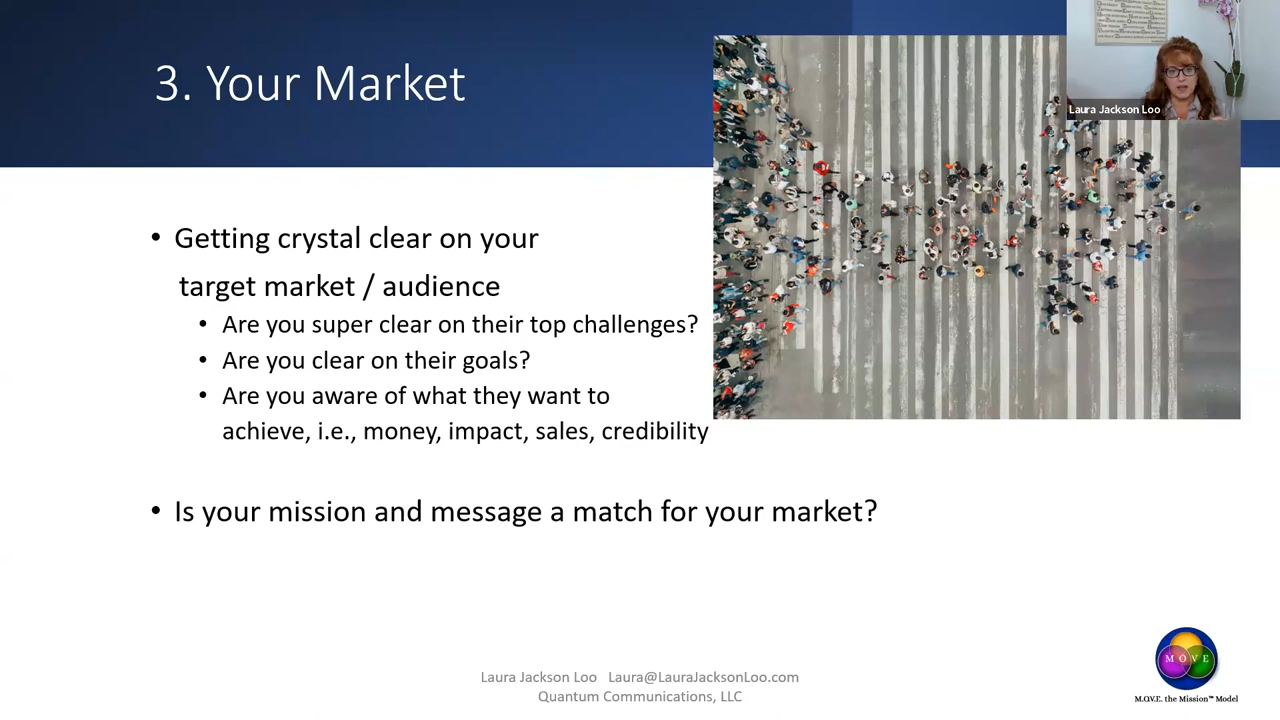 3. Your Market
Laura Jackson Loo
• Getting crystal clear on your
target market / audience
• Are you super clear on their top challenges?
• Are you clear on their goals?
• Are you aware of what they want to
achieve, i.e., money, impact, sales, credibility
• Is your mission and message a match for your market?
Laura Jackson Loo Laura@LauraJacksonLoo.com
Quantum Communications, LLC
M O V E
M.O.V.E. the Mission™ Model